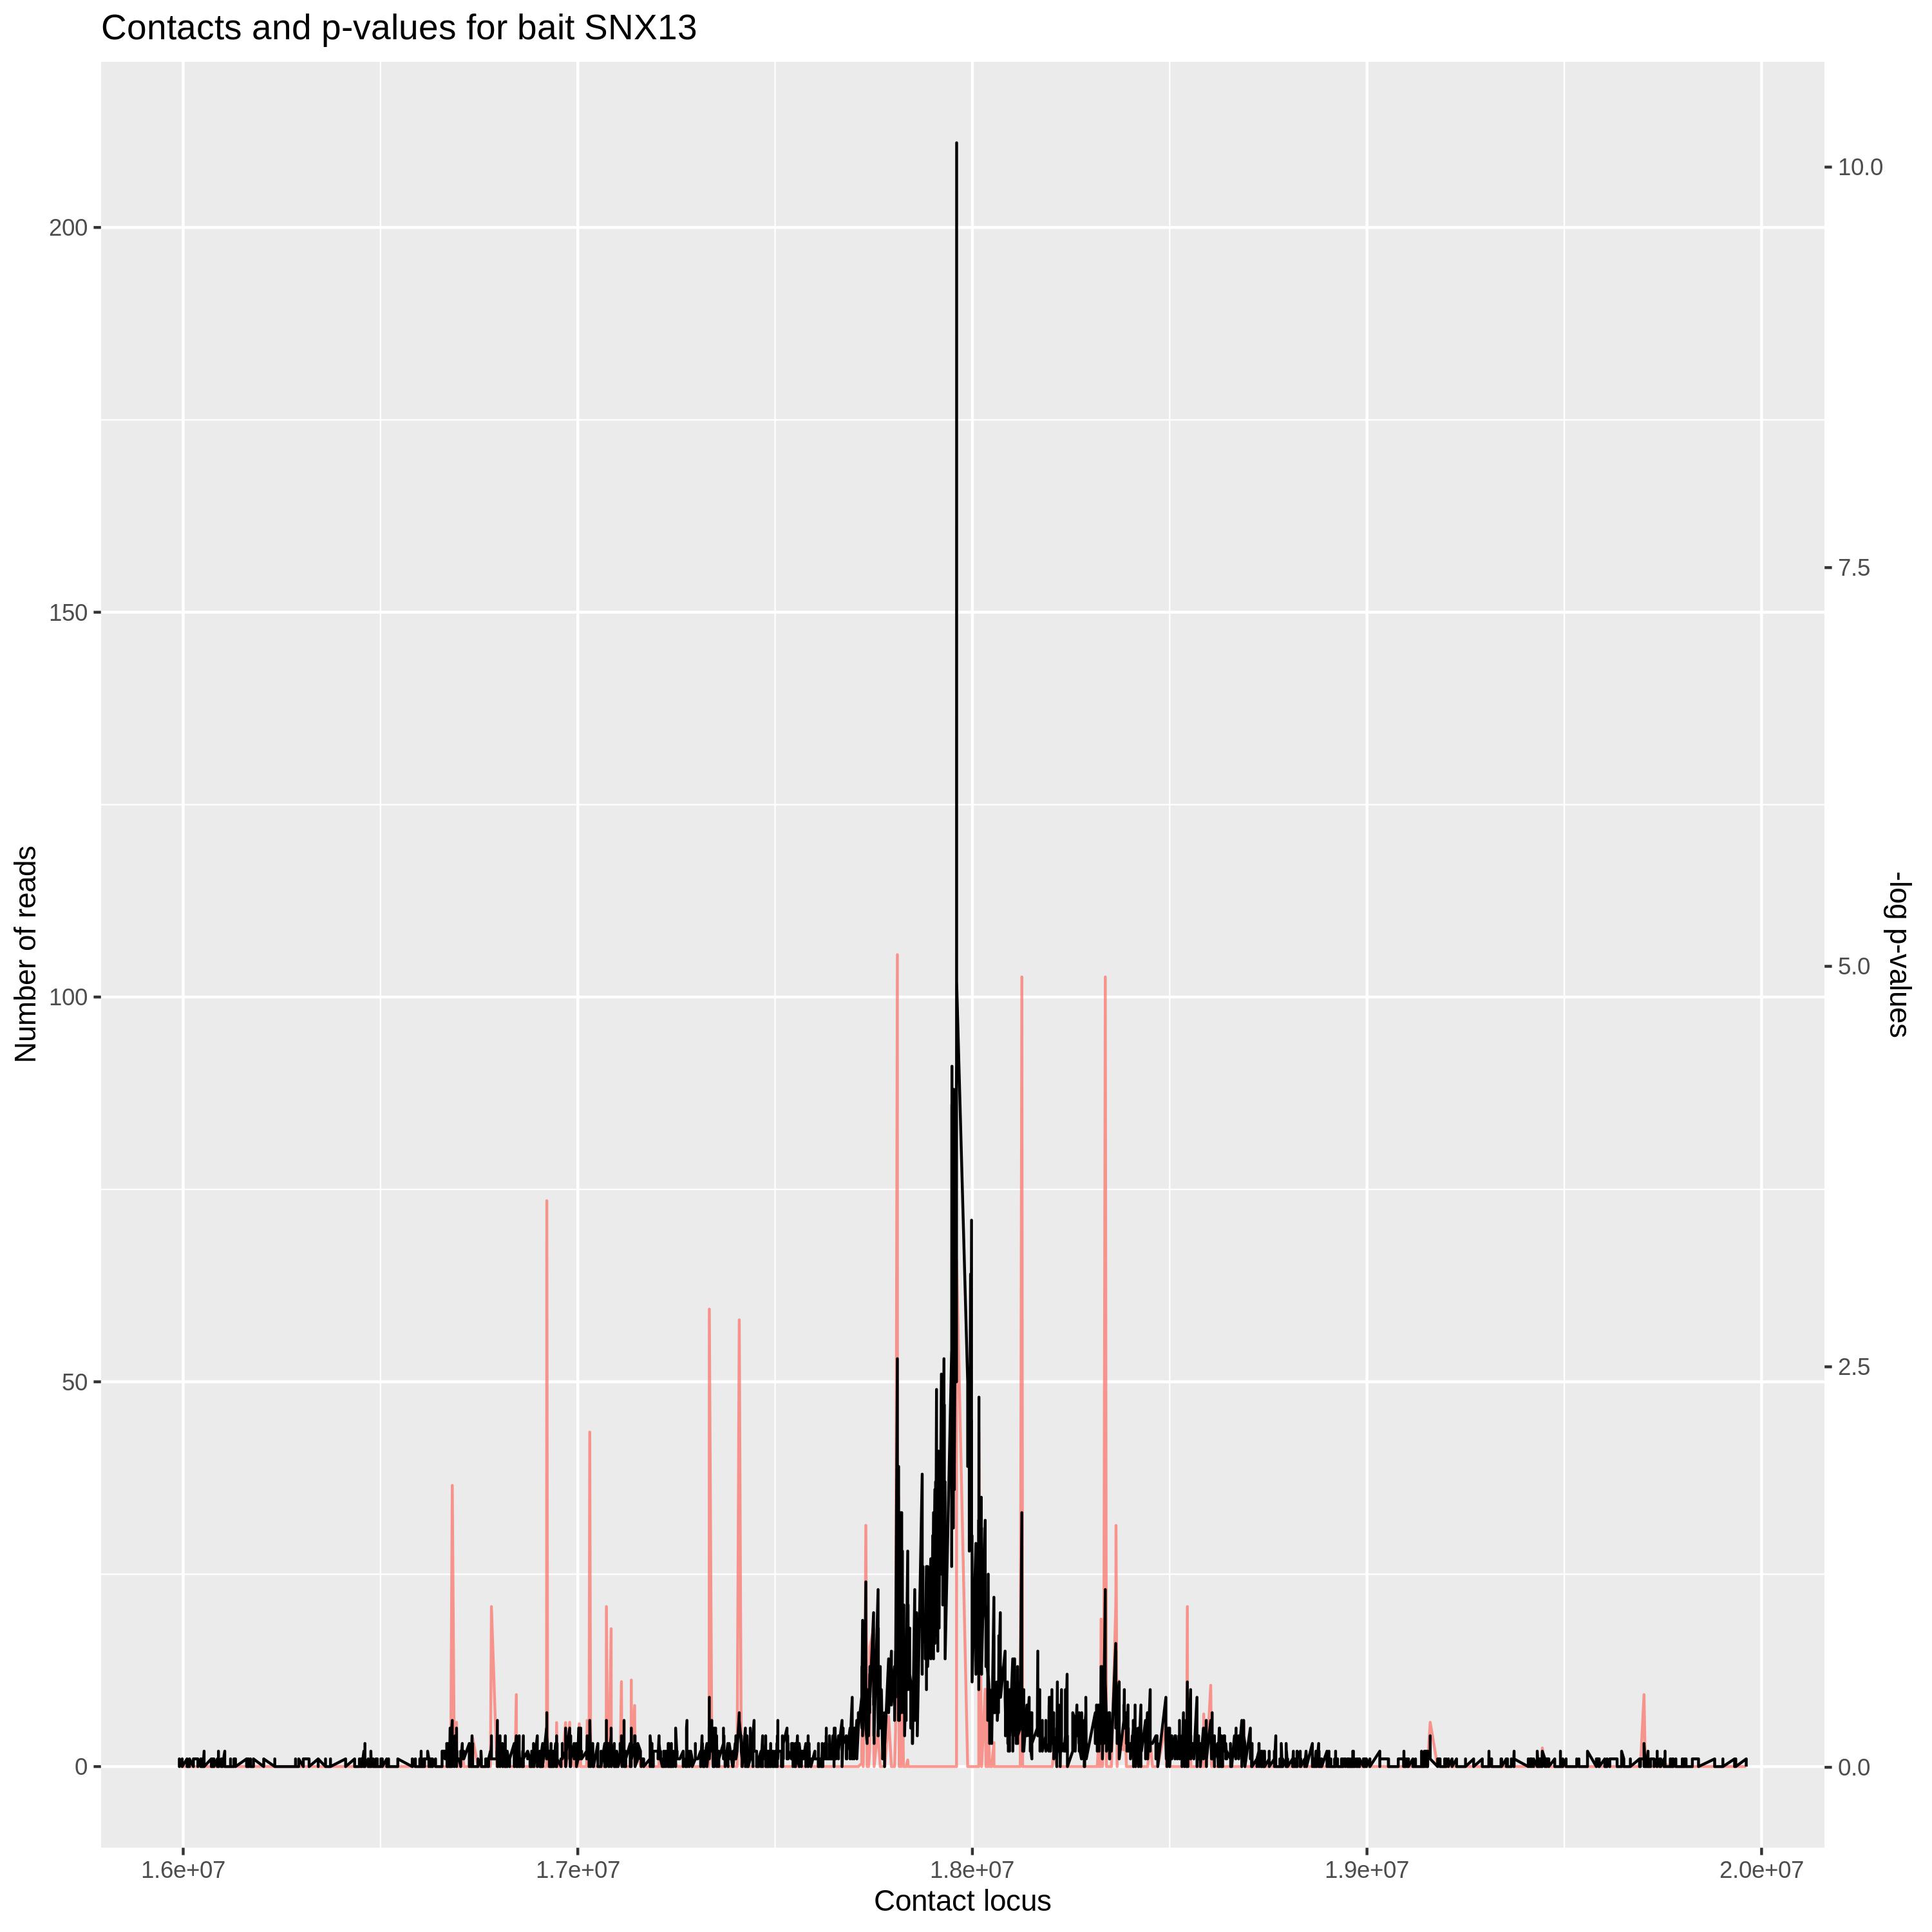 Contacts and p-values for bait SNX13
Number of reads
200
150
100
50
0
10.0
7.5
5.0
2.5
0.0
-log p-values
1.6e+07
1.7e+07
1.8e+07
1.9e+07
2.0e+07
Contact locus